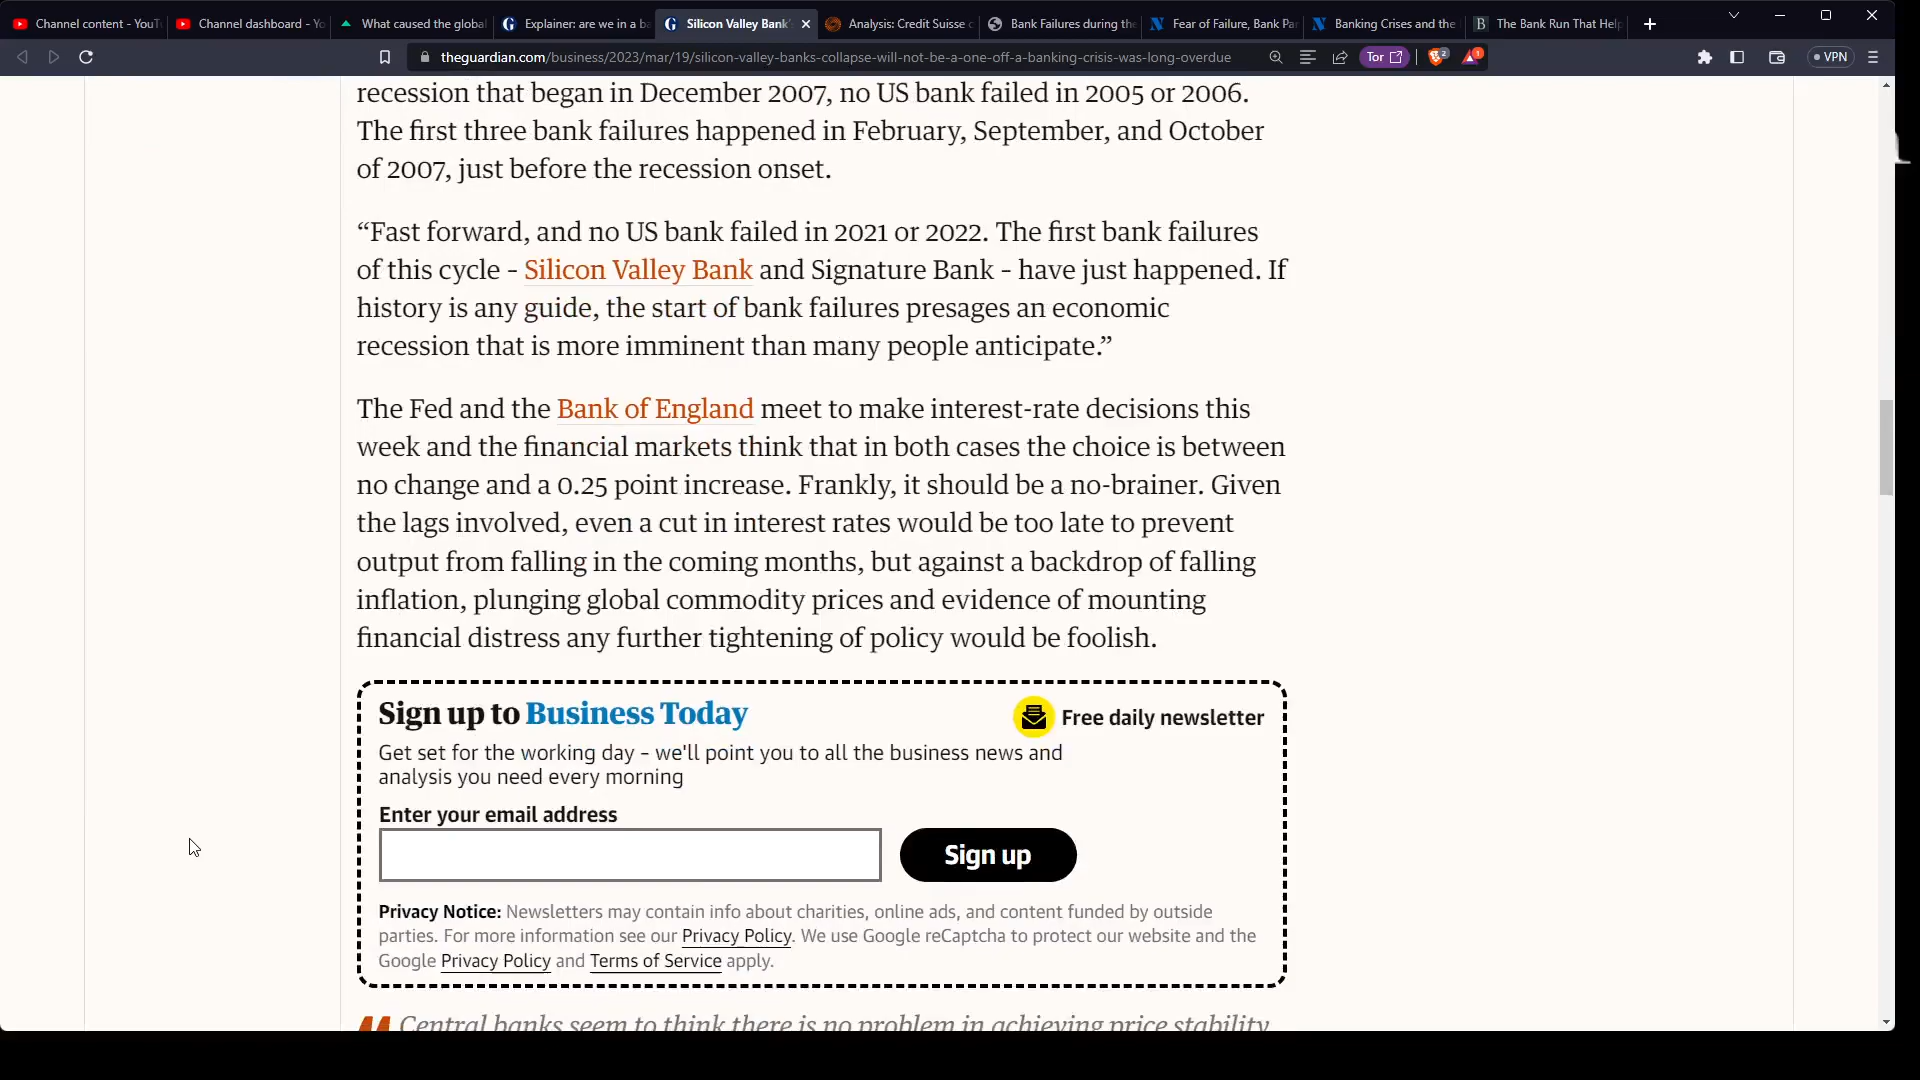 Channel content - YouT
Channel dashboard - Yo
What caused the global
Explainer: are we in a ba
Silicon Valley Bank'
Analysis: Credit Suisse c
Bank Failures during the
Fear of Failure, Bank Pa
Banking Crises and the
The Bank Run That Help
theguardian.com/business/2023/mar/19/silicon-valley-banks-collapse-will-not-be-a-one-off-a-banking-crisis-was-long-overdue
Tor
2
1
VPN
recession that began in December 2007, no US bank failed in 2005 or 2006.
The first three bank failures happened in February, September, and October
of 2007, just before the recession onset.
“Fast forward, and no US bank failed in 2021 or 2022. The first bank failures
of this cycle – Silicon Valley Bank and Signature Bank – have just happened. If
history is any guide, the start of bank failures presages an economic
recession that is more imminent than many people anticipate.”
The Fed and the Bank of England meet to make interest-rate decisions this
week and the financial markets think that in both cases the choice is between
no change and a 0.25 point increase. Frankly, it should be a no-brainer. Given
the lags involved, even a cut in interest rates would be too late to prevent
output from falling in the coming months, but against a backdrop of falling
inflation, plunging global commodity prices and evidence of mounting
financial distress any further tightening of policy would be foolish.
Sign up to Business Today
Free daily newsletter
Get set for the working day – we'll point you to all the business news and
analysis you need every morning
Enter your email address
Sign up
Privacy Notice: Newsletters may contain info about charities, online ads, and content funded by outside
parties. For more information see our Privacy Policy. We use Google reCaptcha to protect our website and the
Google Privacy Policy and Terms of Service apply.
Central banks seem to think there is no problem in achieving price stability